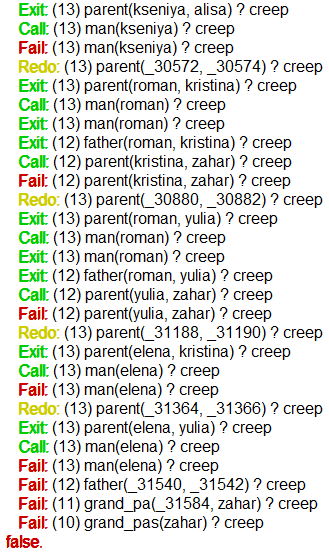 Exit: (13) parent(kseniya, alisa) ? creep
Call: (13) man(kseniya) ? creep
Fail: (13) man(kseniya) ? creep
Redo: (13) parent(_30572, _30574) ? creep
Exit: (13) parent(roman, kristina) ? creep
Call: (13) man(roman) ? creep
Exit: (13) man(roman) ? creep
Exit: (12) father(roman, kristina) ? creep
Call: (12) parent(kristina, zahar) ? creep
Fail: (12) parent(kristina, zahar) ? creep
Redo: (13) parent(_30880, _30882) ? creep
Exit: (13) parent(roman, yulia) ? creep
Call: (13) man(roman) ? creep
Exit: (13) man(roman) ? creep
Exit: (12) father(roman, yulia) ? creep
Call: (12) parent(yulia, zahar) ? creep
Fail: (12) parent(yulia, zahar) ? creep
Redo: (13) parent(_31188, _31190) ? creep
Exit: (13) parent(elena, kristina) ? creep
Call: (13) man(elena) ? creep
Fail: (13) man(elena) ? creep
Redo: (13) parent(_31364, _31366) ? creep
Exit: (13) parent(elena, yulia) ? creep
Call: (13) man(elena) ? creep
Fail: (13) man(elena) ? creep
Fail: (12) father(_31540, _31542) ? creep
Fail: (11) grand_pa(_31584, zahar) ? creep
Fail: (10) grand_pas(zahar) ? creep
false.